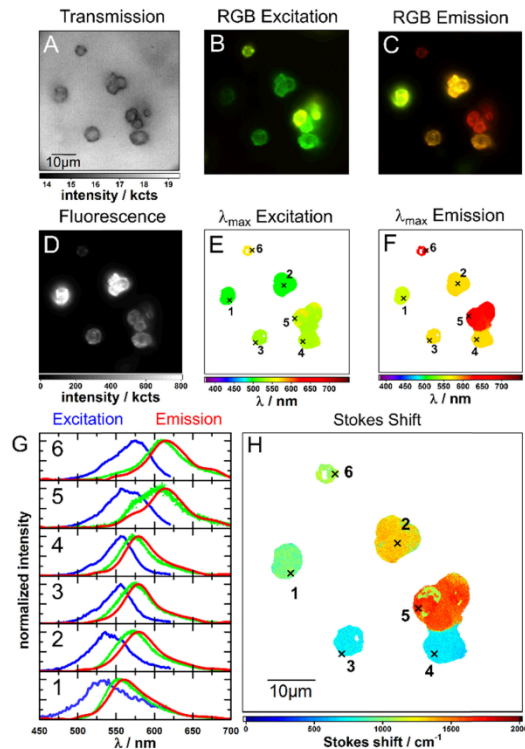 Transmission RGB Excitation RGB Emission
A B C
10µm
14 15 16 17 18 19
intensity / kcts
Fluorescence λmax Excitation λmax Emission
D E F
6 6
2 2
1 1
5 5
3 4 3 4
0 200 400 600 800 400 450 500 550 600 650 700 400 450 500 550 600 650 700
intensity / kcts λ / nm λ / nm
G Excitation Emission Stokes Shift
H
6
5
4
3
2
1
normalized intensity
450 500 550 600 650 700
λ / nm
6
2
1
5
3 4
10µm
0 500 1000 1500 2000
Stokes shift / cm⁻¹